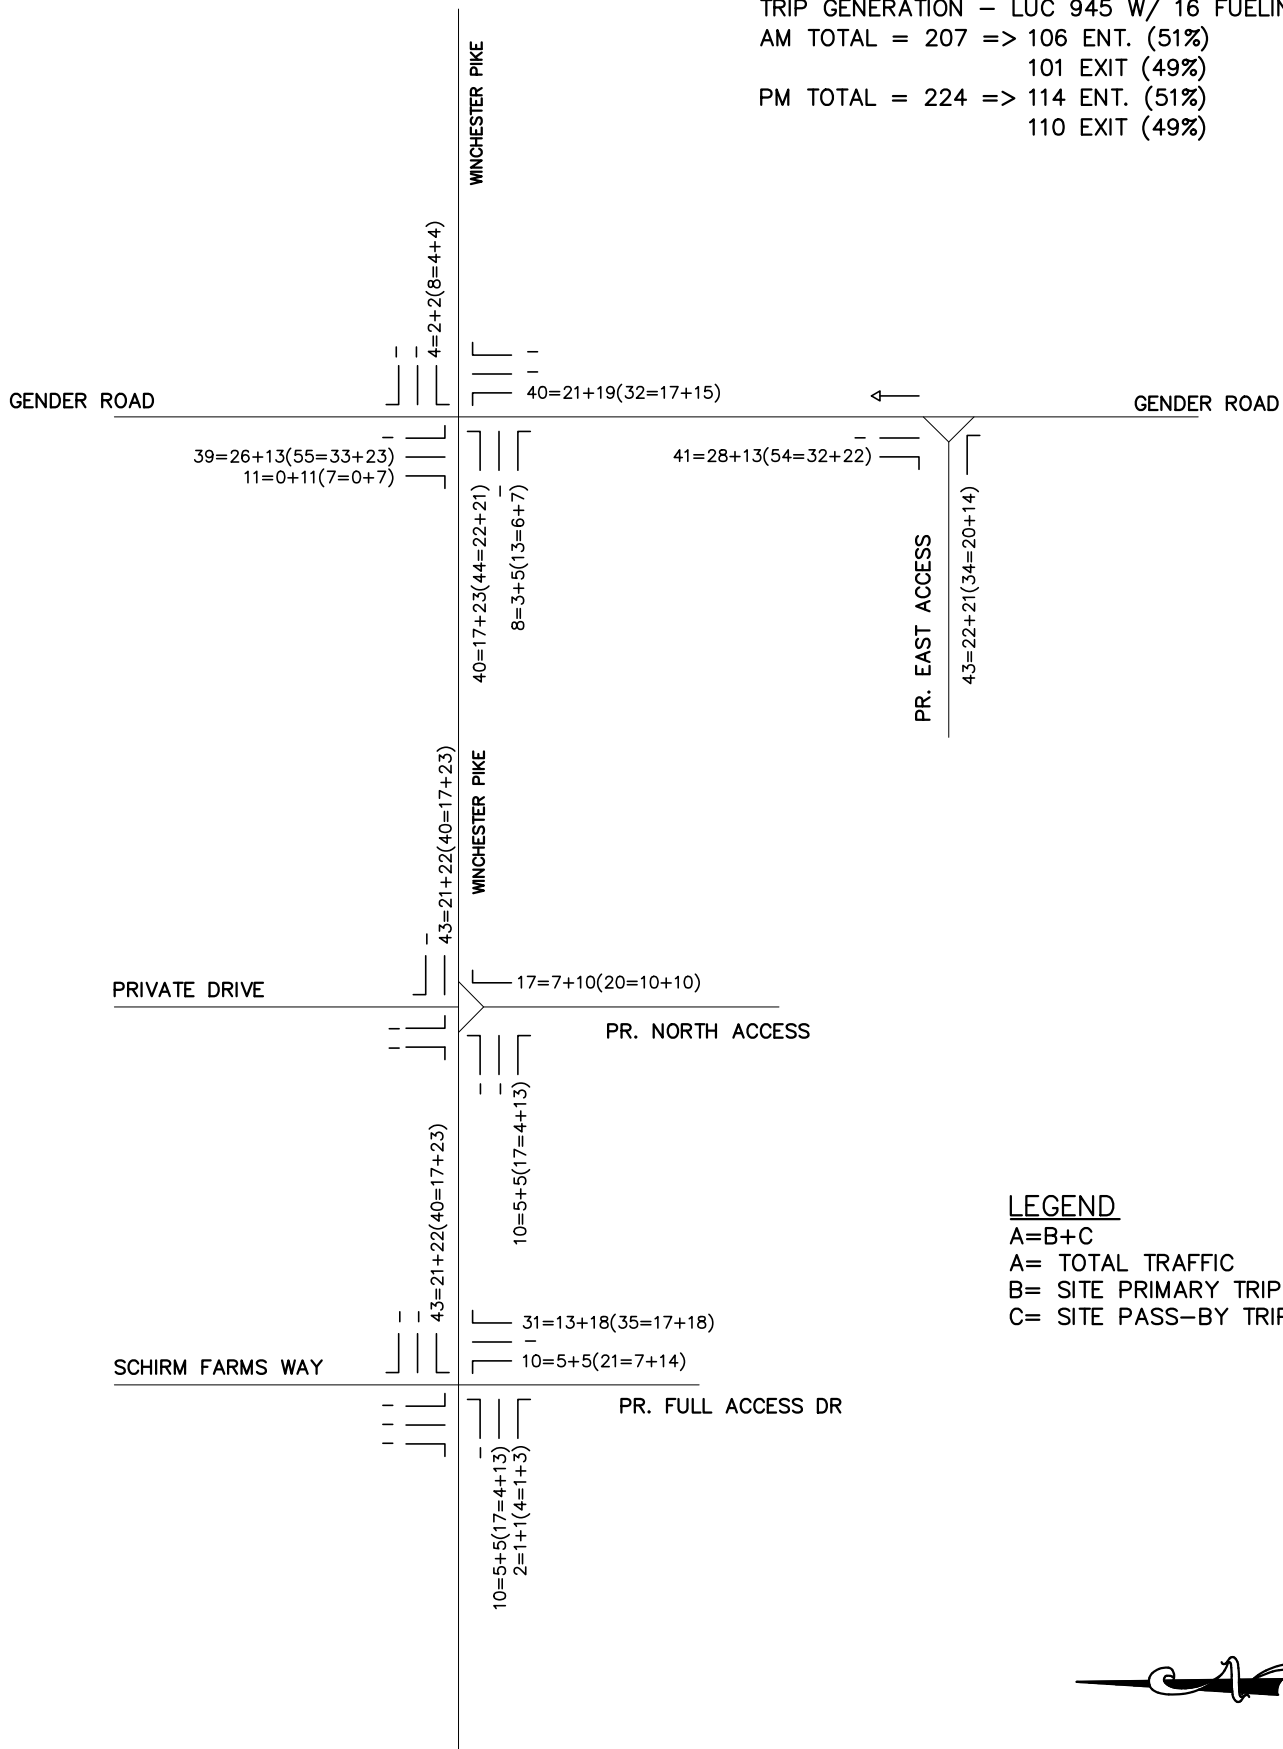 TRIP GENERATION – LUC 945 W/ 16
AM TOTAL = 207 => 106 ENT. (51%)
101 EXIT (49%)
PM TOTAL = 224 => 114 ENT. (51%)
110 EXIT (49%)
WINCHESTER PIKE
4=2+2(8=4+4)
40=21+19(32=17+15)
GENDER ROAD
GENDER ROAD
39=26+13(55=33+23)
11=0+11(7=0+7)
41=28+13(54=32+22)
40=17+23(44=22+21)
8=3+5(13=6+7)
PR. EAST ACCESS
43=22+21(34=20+14)
43=21+22(40=17+23)
WINCHESTER PIKE
17=7+10(20=10+10)
PRIVATE DRIVE
PR. NORTH ACCESS
10=5+5(17=4+13)
43=21+22(40=17+23)
31=13+18(35=17+18)
10=5+5(21=7+14)
SCHIRM FARMS WAY
PR. FULL ACCESS DR
10=5+5(17=4+13)
2=1+1(4=1+3)
LEGEND
A=B+C
A= TOTAL TRAFFIC
B= SITE PRIMARY TRIP
C= SITE PASS–BY